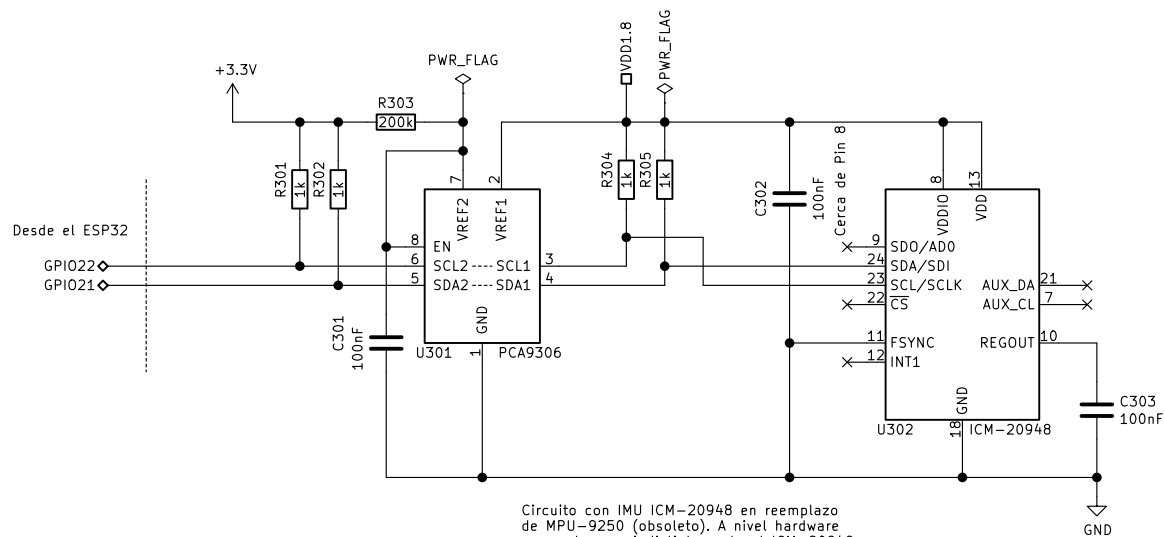 +3.3V
PWR_FLAG
VDD1.8
PWR_FLAG
R303
200k
R301
1k
R302
1k
R304
1k
R305
1k
C302
100nF
Cerca de Pin 8
Desde el ESP32
GPIO22
GPIO21
7
2
VREF2
VREF1
8
EN
6
SCL2
SCL1
3
5
SDA2
SDA1
4
GND
1
U301
PCA9306
C301
100nF
8
13
VDDIO
VDD
9
SDO/AD0
24
SDA/SDI
23
SCL/SCLK
22
CS
11
FSYNC
12
INT1
AUX_DA
21
AUX_CL
7
REGOUT
10
GND
18
U302
ICM-20948
C303
100nF
GND
Circuito con IMU ICM-20948 en reemplazo
de MPU-9250 (obsoleto). A nivel hardware